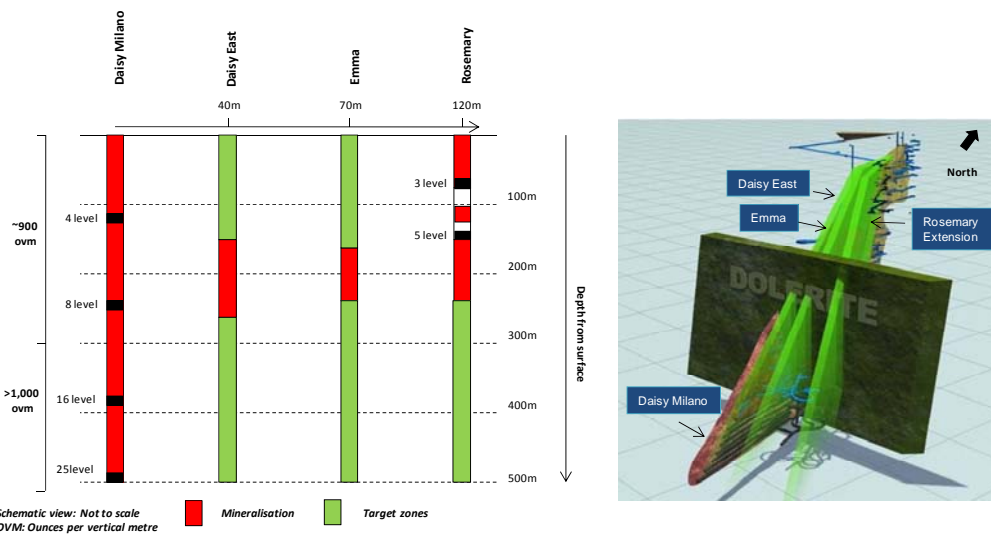 Daisy Milano
Daisy East
Emma
Rosemary
40m
70m
120m
3 level
100m
4 level
~900
ovm
5 level
200m
8 level
300m
Depth from surface
>1,000
ovm
16 level
400m
25level
500m
Schematic view: Not to scale
OVM: Ounces per vertical metre
Mineralisation
Target zones
North
Daisy East
Emma
Rosemary
Extension
DOLERITE
Daisy Milano